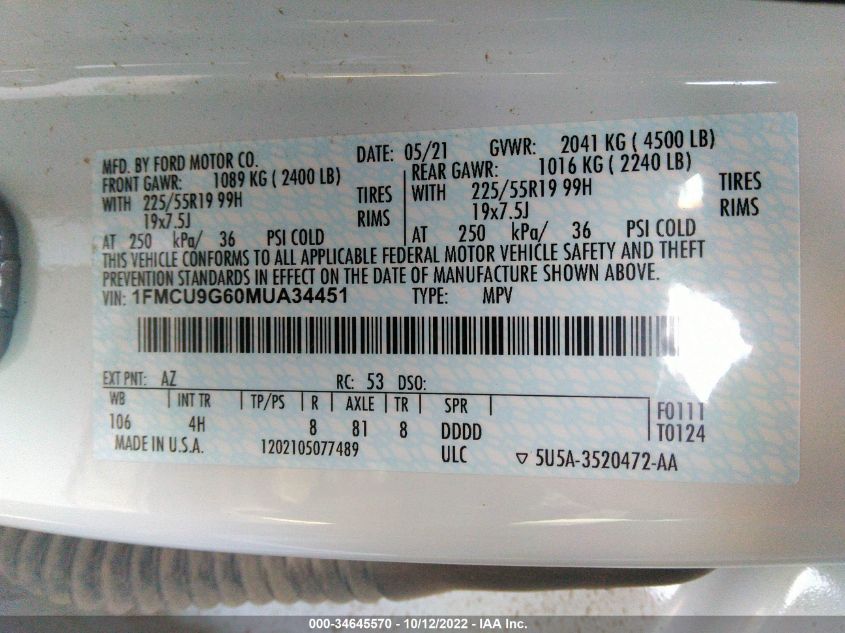 MFD. BY FORD MOTOR CO. DATE: 05/21 GVWR: 2041 KG ( 4500 LB)
FRONT GAWR: 1089 KG ( 2400 LB) REAR GAWR: 1016 KG ( 2240 LB)
WITH 225/55R19 99H TIRES WITH 225/55R19 99H TIRES
19x7.5J RIMS 19x7.5J RIMS
AT 250 kPa/ 36 PSI COLD AT 250 kPa/ 36 PSI COLD
THIS VEHICLE CONFORMS TO ALL APPLICABLE FEDERAL MOTOR VEHICLE SAFETY AND THEFT
PREVENTION STANDARDS IN EFFECT ON THE DATE OF MANUFACTURE SHOWN ABOVE.
VIN: 1FMCU9G60MUA34451 TYPE: MPV
EXT PNT: AZ RC: 53 DSO:
WB INT TR TP/PS R AXLE TR SPR F0111
106 4H 8 81 8 DDDD T0124
MADE IN U.S.A. 1202105077489 ULC ▽ 5U5A-3520472-AA
000-34645570 - 10/12/2022 - IAA Inc.